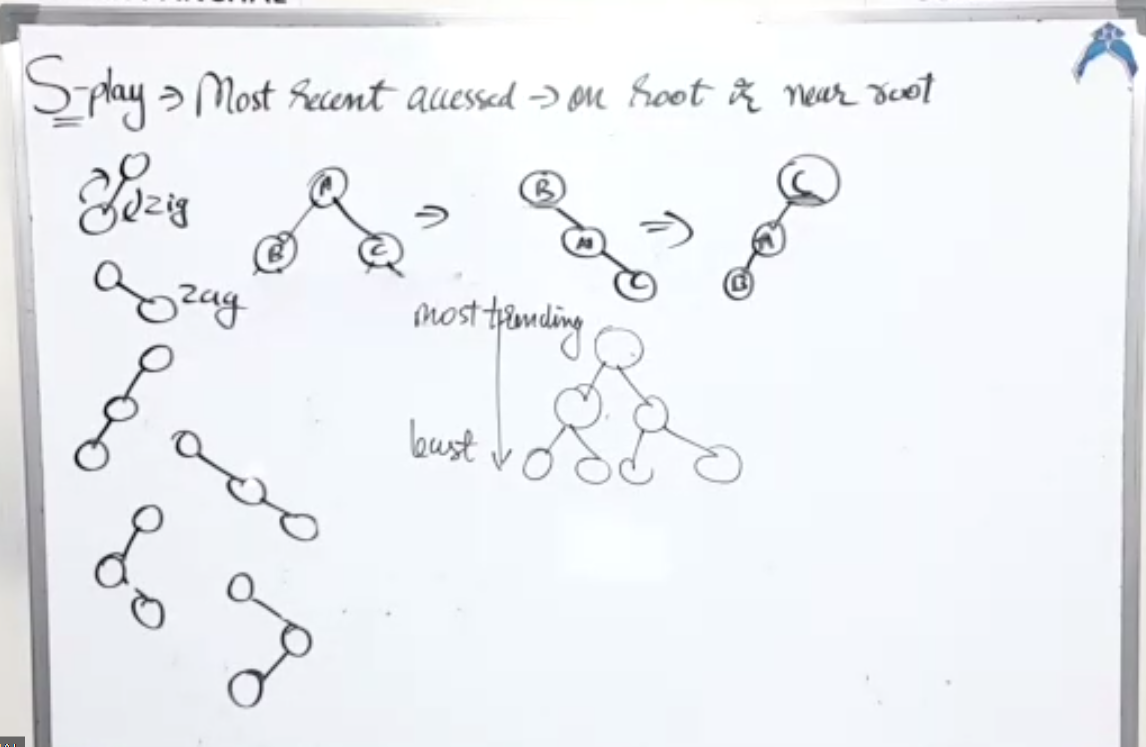 S-play ⇒ Most Recent accessed → on Root & near root
zig
A
B
C
⇒
B
A
C
⇒
C
A
B
zag
most trending
least